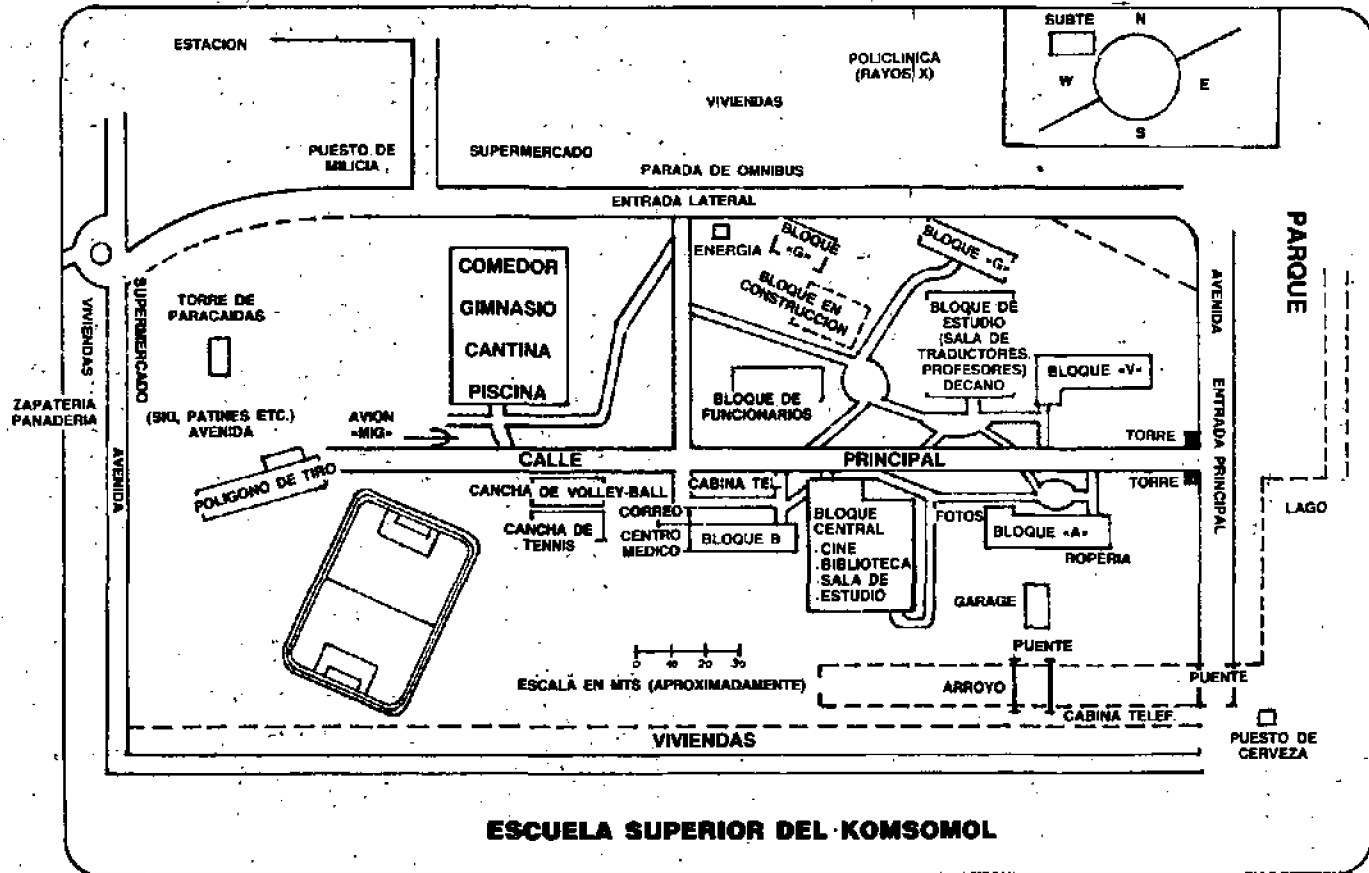 SUBTE
N
W
E
S
ESTACION
POLICLINICA
(RAYOS X)
VIVIENDAS
PUESTO DE
MILICIA
SUPERMERCADO
PARADA DE OMNIBUS
ENTRADA LATERAL
PARQUE
ENERGIA
BLOQUE
«G»
BLOQUE «G»
BLOQUE EN
CONSTRUCCION
COMEDOR
GIMNASIO
CANTINA
PISCINA
SUPERMERCADO
VIVIENDAS
TORRE DE
PARACAIDAS
BLOQUE DE
ESTUDIO
(SALA DE
TRADUCTORES.
PROFESORES)
DECANO
BLOQUE «V»
AVENIDA ENTRADA PRINCIPAL
BLOQUE DE
FUNCIONARIOS
ZAPATERIA
PANADERIA
(SKI, PATINES ETC.)
AVENIDA
AVION
«MIG»
AVENIDA
TORRE
CALLE PRINCIPAL
TORRE
POLIGONO DE TIRO
CANCHA DE VOLLEY-BALL
CABINA TEL.
CANCHA DE
TENNIS
CORREO
CENTRO
MEDICO
BLOQUE B
BLOQUE
CENTRAL
. CINE
. BIBLIOTECA
. SALA DE
. ESTUDIO
FOTOS
BLOQUE «A»
ROPERIA
LAGO
GARAGE
PUENTE
0 10 20 30
ESCALA EN MTS (APROXIMADAMENTE)
ARROYO
PUENTE
CABINA TELEF.
VIVIENDAS
PUESTO DE
CERVEZA
ESCUELA SUPERIOR DEL KOMSOMOL